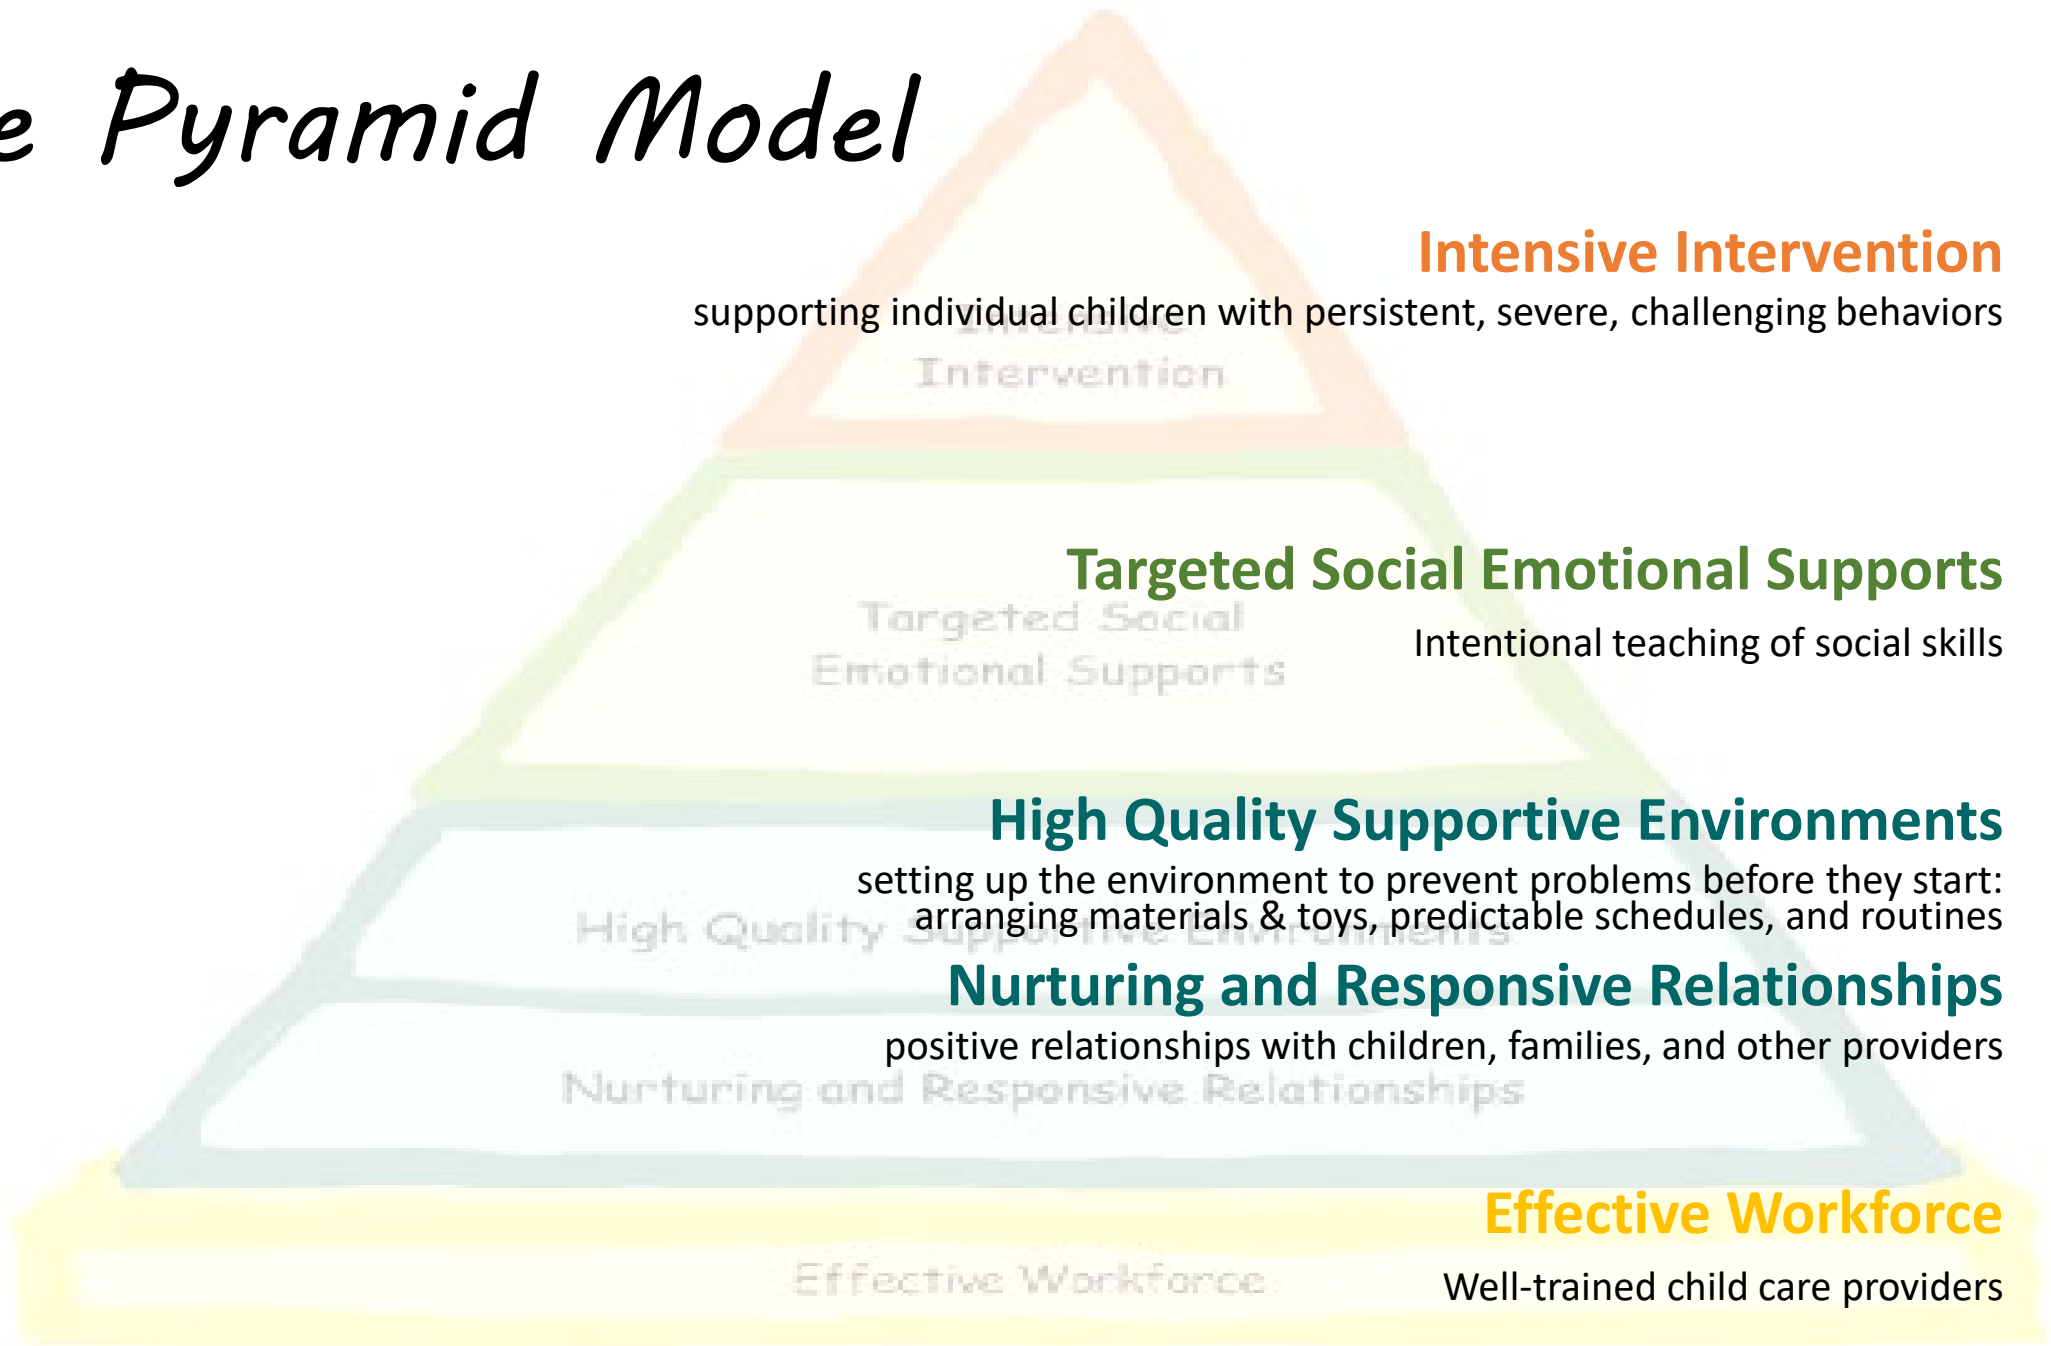 e Pyramid Model
Intensive Intervention
supporting individual children with persistent, severe, challenging behaviors
Intensive
Intervention
Targeted Social Emotional Supports
Targeted Social
Intentional teaching of social skills
Emotional Supports
High Quality Supportive Environments
setting up the environment to prevent problems before they start:
arranging materials & toys, predictable schedules, and routines
High Quality Supportive Environments
Nurturing and Responsive Relationships
positive relationships with children, families, and other providers
Nurturing and Responsive Relationships
Effective Workforce
Effective Workforce
Well-trained child care providers